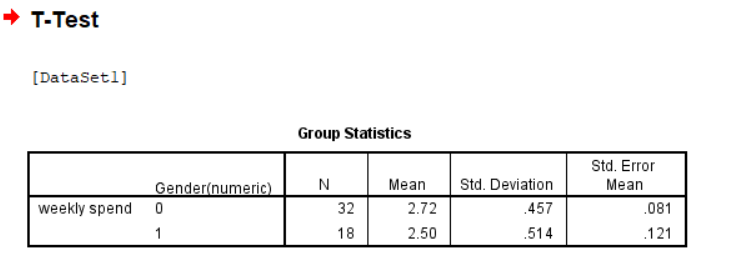 T-Test
[DataSet1]
Group Statistics
Gender(numeric) N Mean Std. Deviation Std. Error Mean
weekly spend 0 32 2.72 .457 .081
1 18 2.50 .514 .121